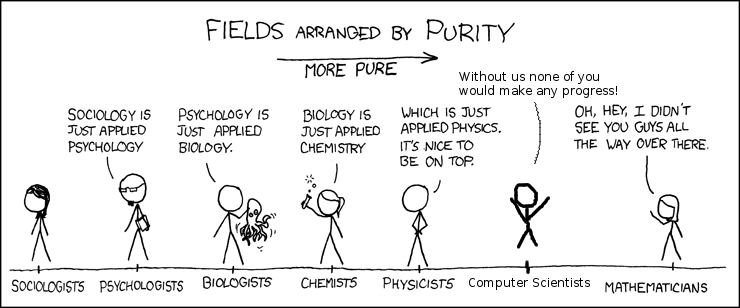 FIELDS ARRANGED BY PURITY
MORE PURE
SOCIOLOGY IS
JUST APPLIED
PSYCHOLOGY
PSYCHOLOGY IS
JUST APPLIED
BIOLOGY.
BIOLOGY IS
JUST APPLIED
CHEMISTRY
WHICH IS JUST
APPLIED PHYSICS.
IT'S NICE TO
BE ON TOP.
Without us none of you
would make any progress!
OH, HEY, I DIDN'T
SEE YOU GUYS ALL
THE WAY OVER THERE.
SOCIOLOGISTS
PSYCHOLOGISTS
BIOLOGISTS
CHEMISTS
PHYSICISTS
Computer Scientists
MATHEMATICIANS